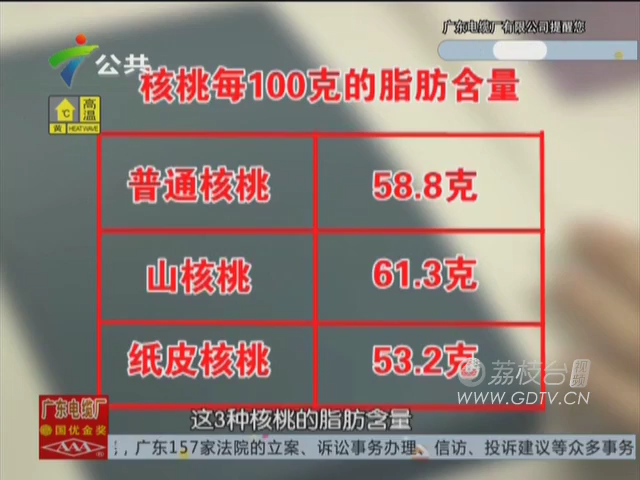 广东电缆厂有限公司提醒您
公共
核桃每100克的脂肪含量
高温
℃
黄 HEAT WAVE
普通核桃 58.8克
山核桃 61.3克
纸皮核桃 53.2克
荔枝台 视频
WWW.GDTV.CN
广东电缆厂
国优金奖
AAA
这3种核桃的脂肪含量
，广东157家法院的立案、诉讼事务办理、信访、投诉建议等众多事务